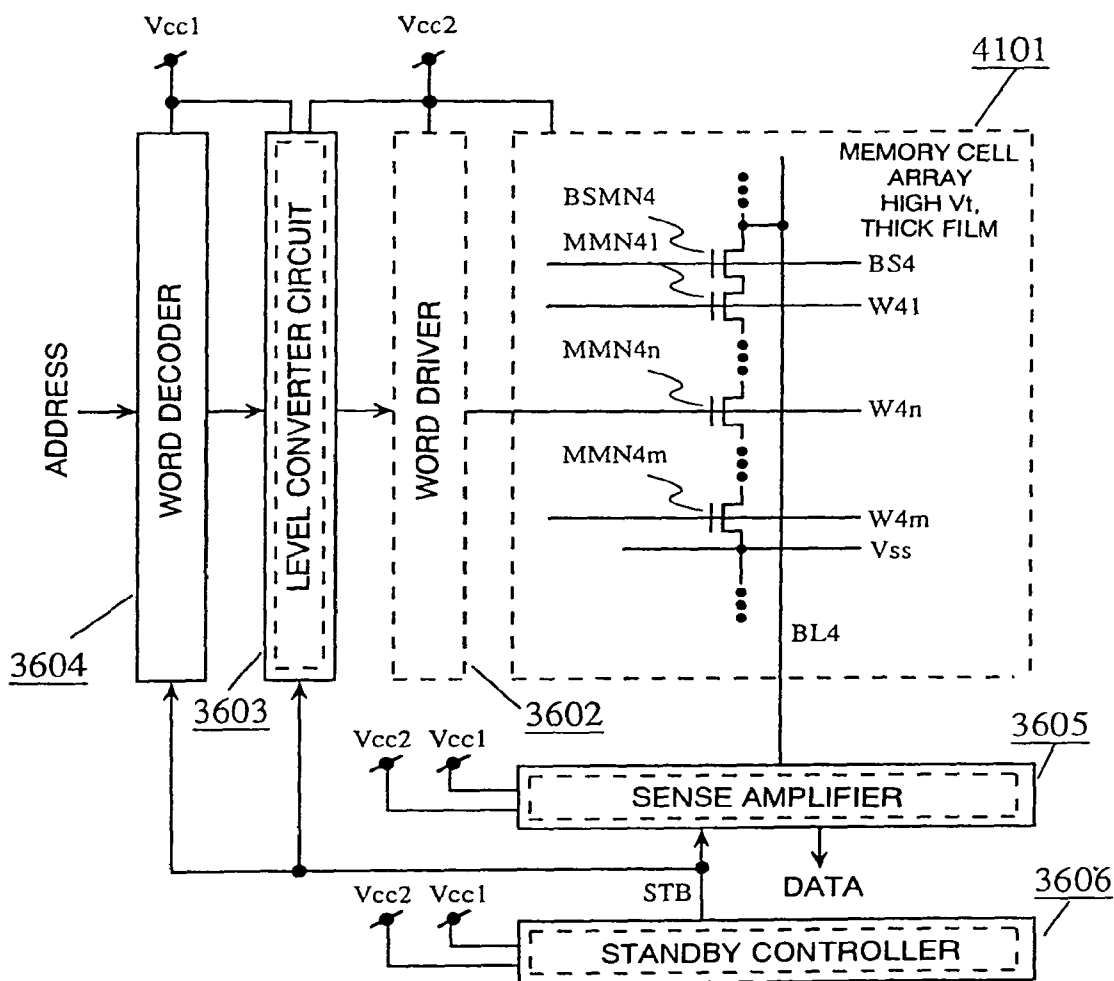 Vcc1
Vcc2
4101
MEMORY CELL
ARRAY
HIGH Vt,
THICK FILM
BSMN4
MMN41
BS4
W41
MMN4n
W4n
MMN4m
W4m
Vss
BL4
ADDRESS
WORD DECODER
LEVEL CONVERTER CIRCUIT
WORD DRIVER
3604
3603
3602
Vcc2
Vcc1
3605
SENSE AMPLIFIER
STB
DATA
Vcc2
Vcc1
3606
STANDBY CONTROLLER